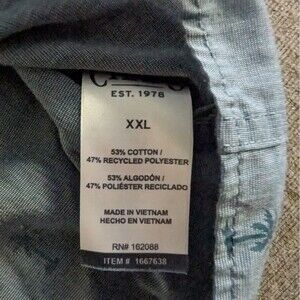 EST. 1978
XXL
53% COTTON /
47% RECYCLED POLYESTER
53% ALGODÓN /
47% POLIÉSTER RECICLADO
MADE IN VIETNAM
HECHO EN VIETNAM
RN# 162088
ITEM # 1667638